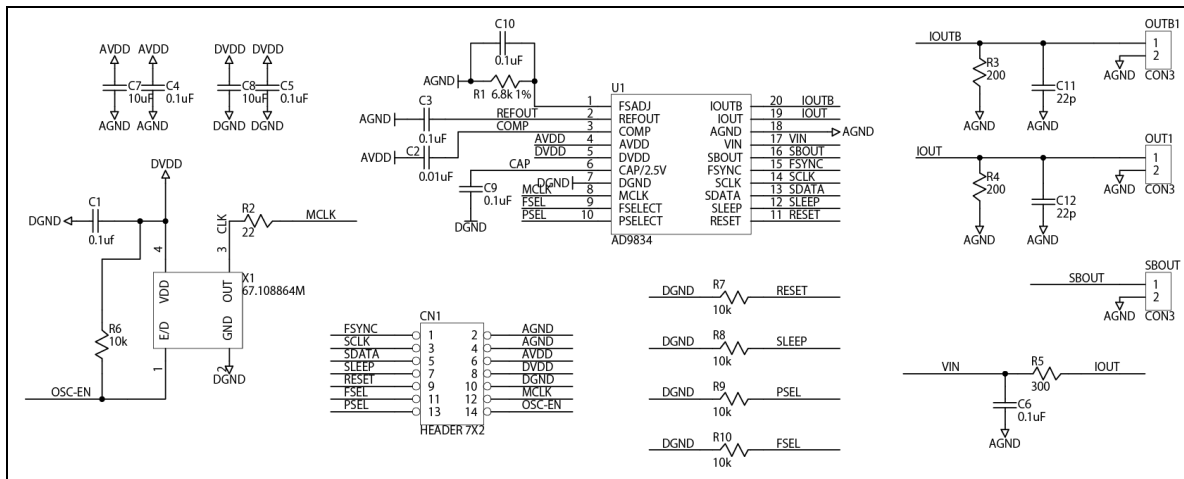 AVDD AVDD DVDD DVDD
C7 C4 C8 C5
10uF 0.1uF 10uF 0.1uF
AGND AGND DGND DGND
C10
0.1uF
AGND
R1 6.8k 1%
C3
AGND
0.1uF
REFOUT
COMP
AVDD
C2
0.01uF
AVDD
DVDD
CAP
C9
0.1uF
DGND
DGND
MCLK
FSEL
PSEL
U1
1 FSADJ IOUTB 20 IOUTB
2 REFOUT IOUT 19 IOUT
3 COMP AGND 18 AGND
4 AVDD VIN 17 VIN
5 DVDD SBOUT 16 SBOUT
6 CAP/2.5V FSYNC 15 FSYNC
7 DGND SCLK 14 SCLK
8 MCLK SDATA 13 SDATA
9 FSELECT SLEEP 12 SLEEP
10 PSELECT RESET 11 RESET
AD9834
IOUTB
OUTB1
1
2
AGND CON3
R3
200
C11
22p
AGND AGND
IOUT
OUT1
1
2
AGND CON3
R4
200
C12
22p
AGND AGND
SBOUT
SBOUT
1
2
AGND CON3
VIN R5 IOUT
300
C6
0.1uF
AGND
DVDD
DGND
C1
0.1uf
CLK
R2
22
MCLK
4
3
X1
67.108864M
VDD
OUT
E/D
GND
R6
10k
1
2
DGND
OSC-EN
CN1
FSYNC 1 2 AGND
SCLK 3 4 AGND
SDATA 5 6 AVDD
SLEEP 7 8 DVDD
RESET 9 10 DGND
FSEL 11 12 MCLK
PSEL 13 14 OSC-EN
HEADER 7X2
DGND R7 RESET
10k
DGND R8 SLEEP
10k
DGND R9 PSEL
10k
DGND R10 FSEL
10k